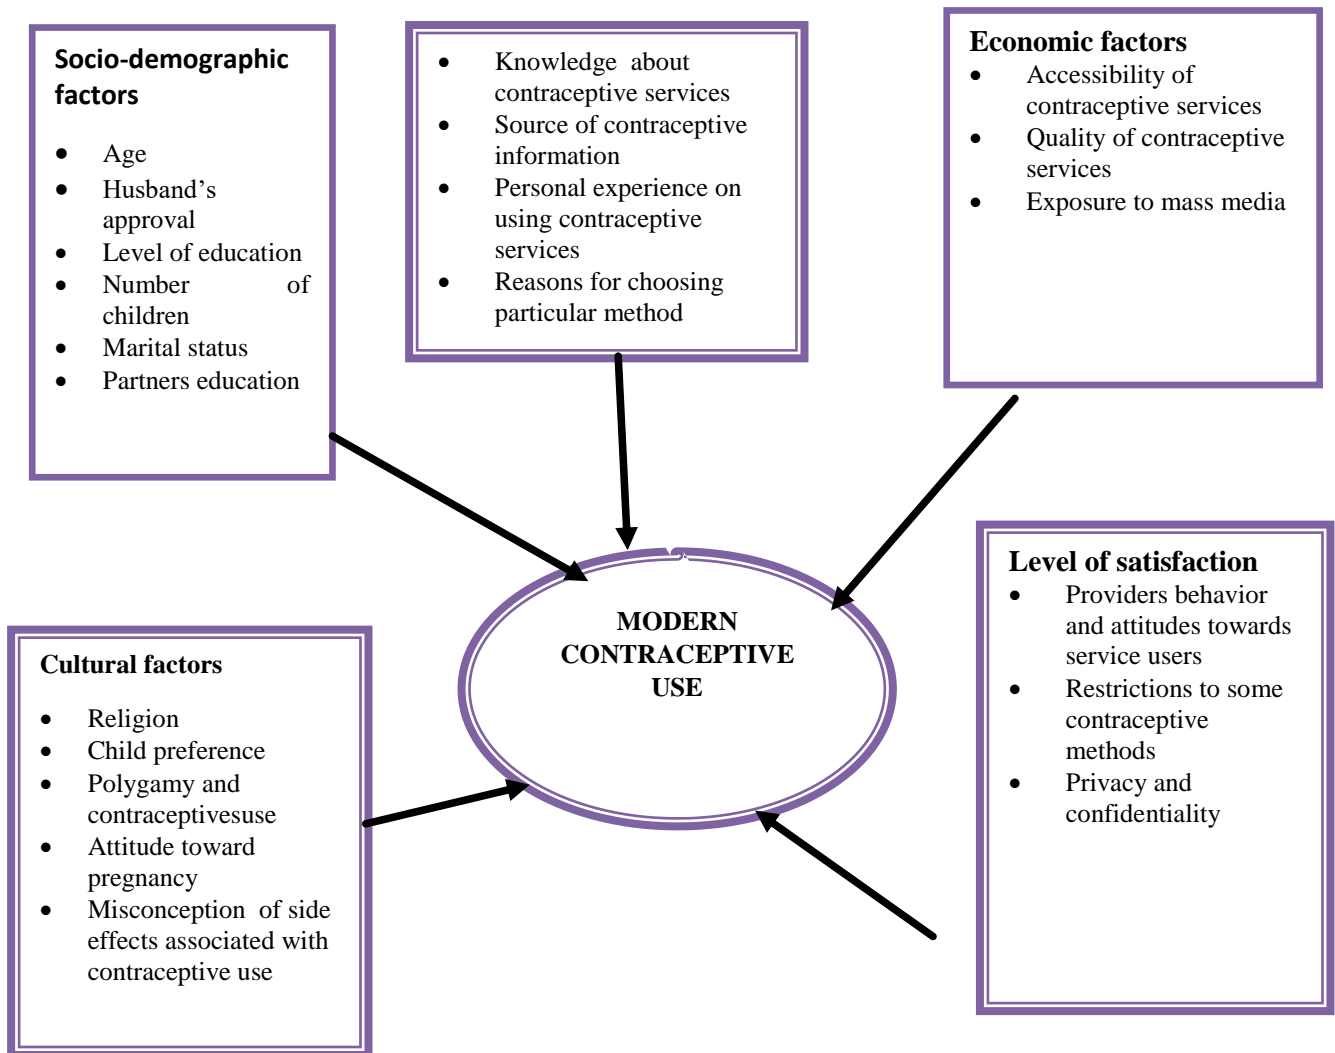 Socio-demographic
factors
• Age
• Husband's
approval
• Level of education
• Number of
children
• Marital status
• Partners education
• Knowledge about
contraceptive services
• Source of contraceptive
information
• Personal experience on
using contraceptive
services
• Reasons for choosing
particular method
Economic factors
• Accessibility of
contraceptive services
• Quality of contraceptive
services
• Exposure to mass media
MODERN
CONTRACEPTIVE
USE
Cultural factors
• Religion
• Child preference
• Polygamy and
contraceptivesuse
• Attitude toward
pregnancy
• Misconception of side
effects associated with
contraceptive use
Level of satisfaction
• Providers behavior
and attitudes towards
service users
• Restrictions to some
contraceptive
methods
• Privacy and
confidentiality